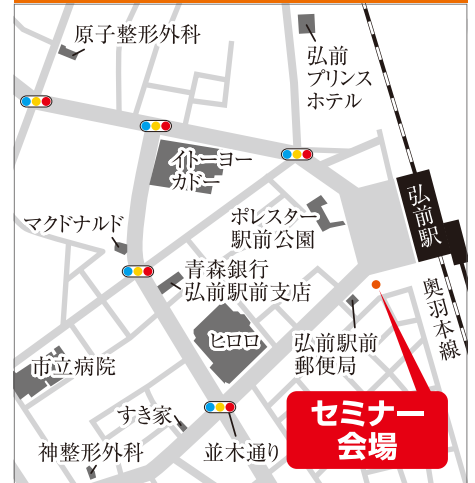 原子整形外科
弘前
プリンス
ホテル
イトーヨー
カドー
弘前駅
マクドナルド
ポレスター
駅前公園
青森銀行
弘前駅前支店
奥羽本線
ヒロロ
弘前駅前
郵便局
市立病院
すき家
セミナー
会場
神整形外科
並木通り